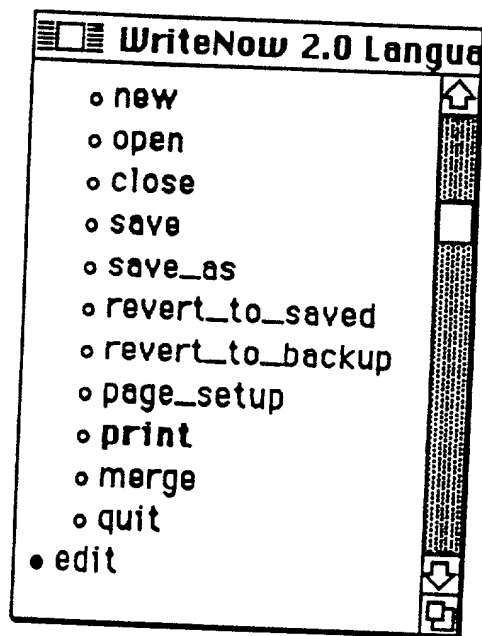 WriteNow 2.0 Langua
new
open
close
save
save_as
revert_to_saved
revert_to_backup
page_setup
print
merge
quit
edit